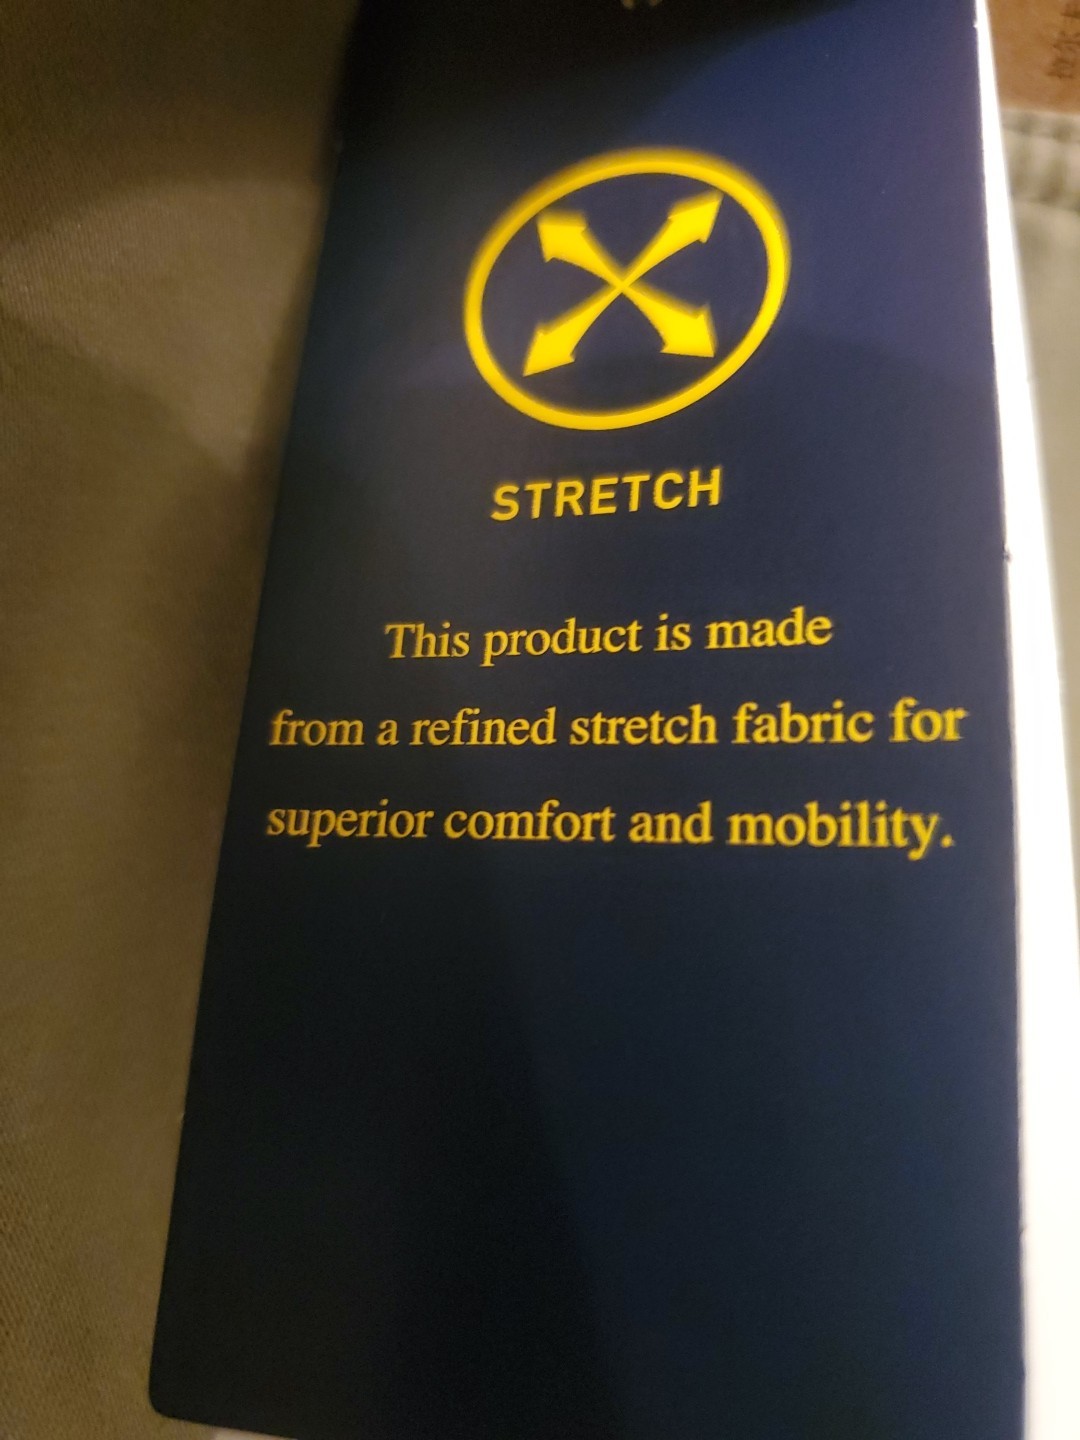 STRETCH
This product is made
from a refined stretch fabric for
superior comfort and mobility.